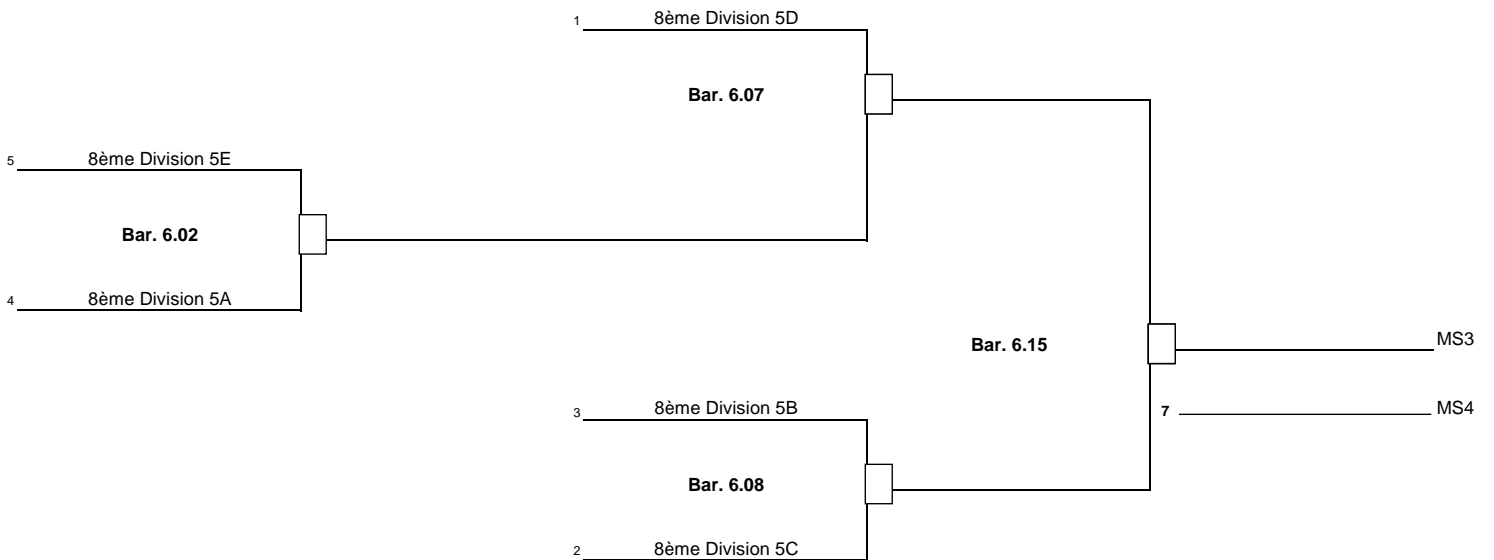 1 8ème Division 5D
Bar. 6.07
5 8ème Division 5E
Bar. 6.02
4 8ème Division 5A
Bar. 6.15
MS3
3 8ème Division 5B
7 MS4
Bar. 6.08
2 8ème Division 5C